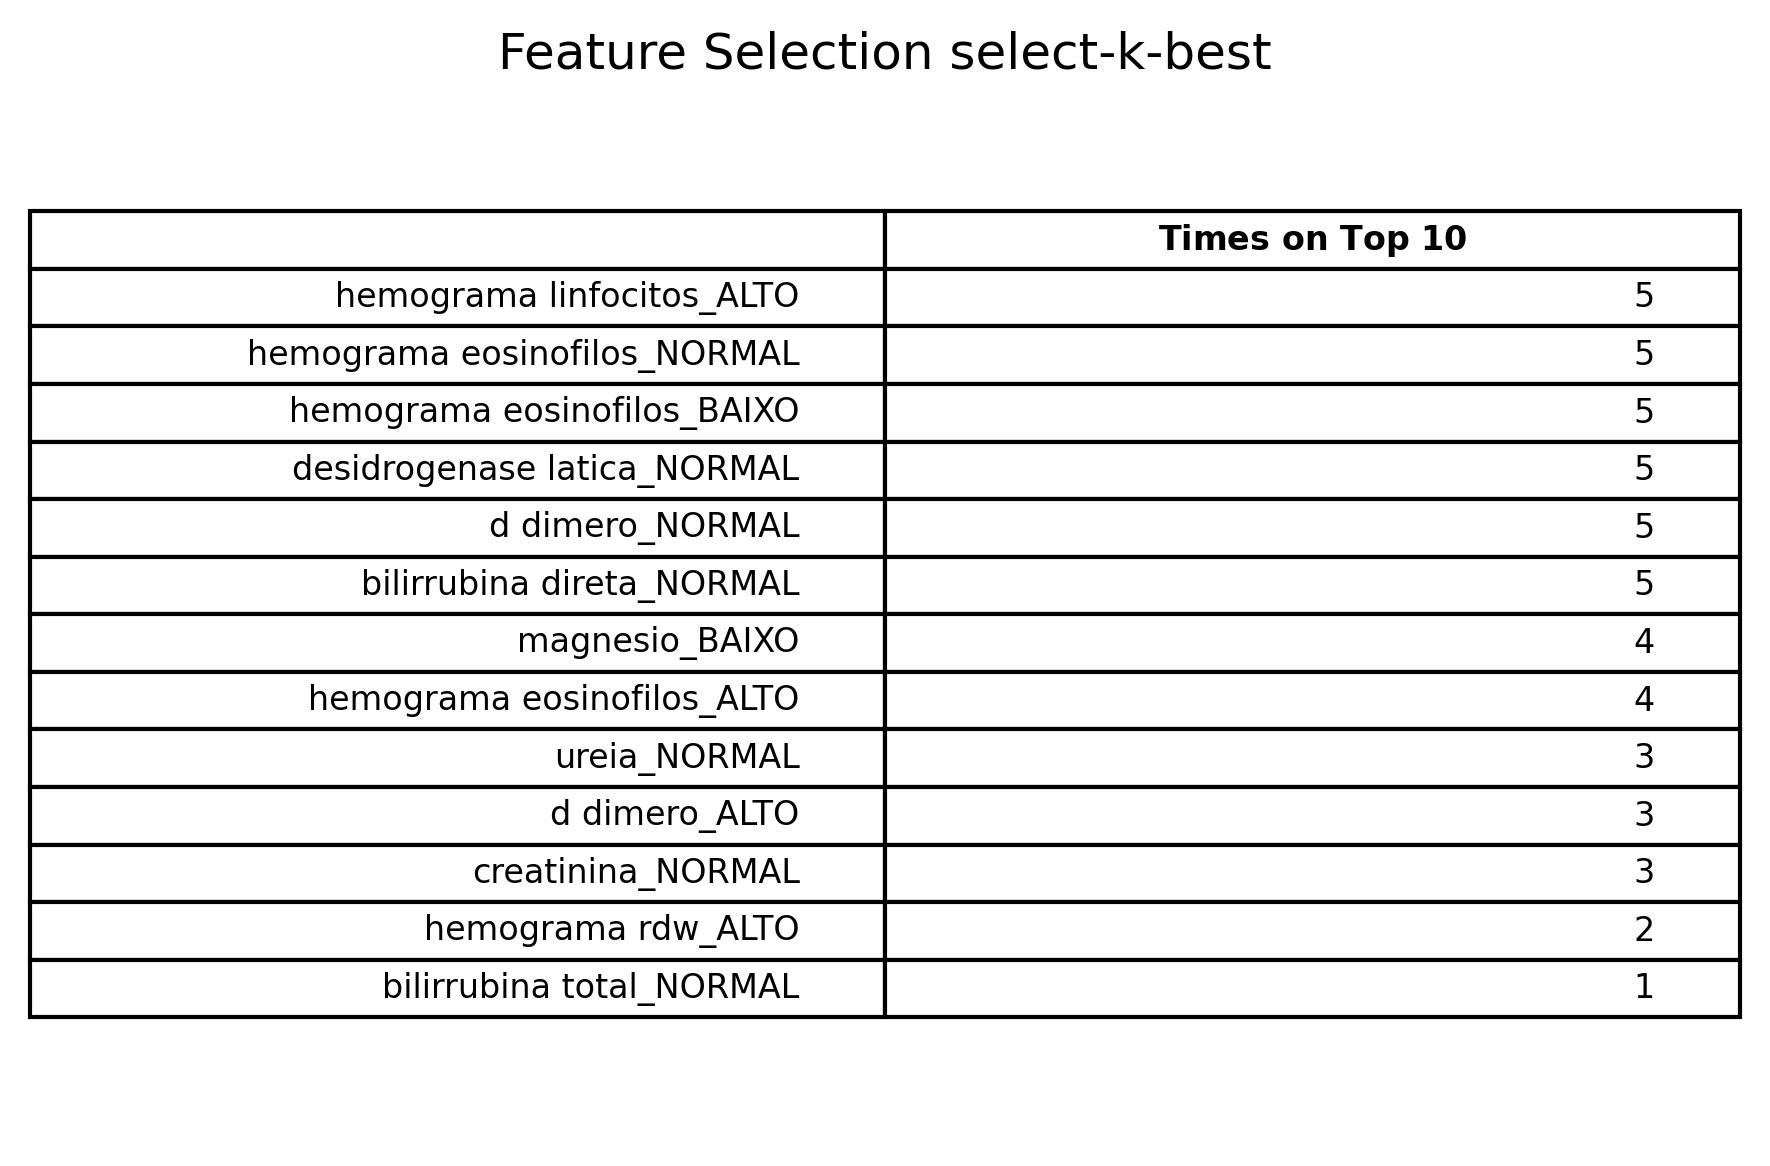 Feature Selection select-k-best
Times on Top 10
hemograma linfocitos_ALTO 5
hemograma eosinofilos_NORMAL 5
hemograma eosinofilos_BAIXO 5
desidrogenase latica_NORMAL 5
d dimero_NORMAL 5
bilirrubina direta_NORMAL 5
magnesio_BAIXO 4
hemograma eosinofilos_ALTO 4
ureia_NORMAL 3
d dimero_ALTO 3
creatinina_NORMAL 3
hemograma rdw_ALTO 2
bilirrubina total_NORMAL 1